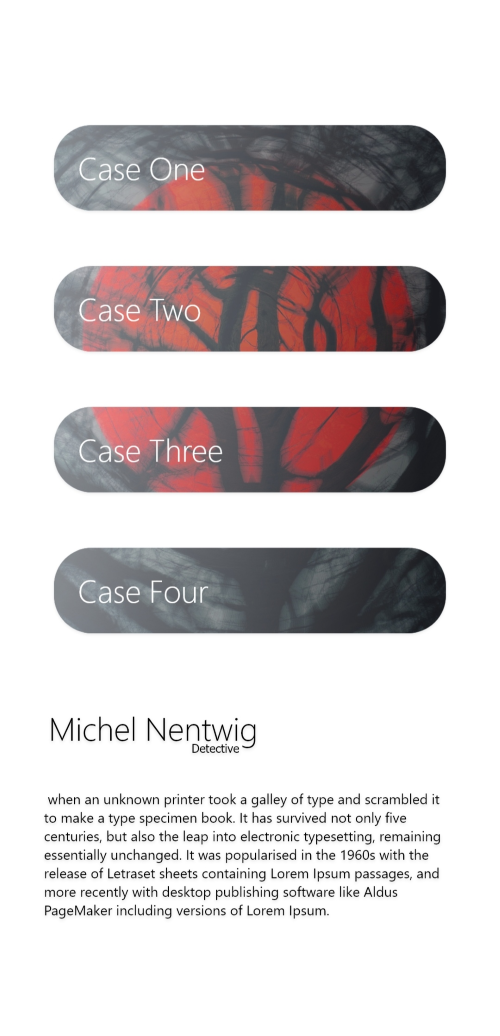 Case One
Case Two
Case Three
Case Four
Michel Nentwig
Detective
when an unknown printer took a galley of type and scrambled it
to make a type specimen book. It has survived not only five
centuries, but also the leap into electronic typesetting, remaining
essentially unchanged. It was popularised in the 1960s with the
release of Letraset sheets containing Lorem Ipsum passages, and
more recently with desktop publishing software like Aldus
PageMaker including versions of Lorem Ipsum.